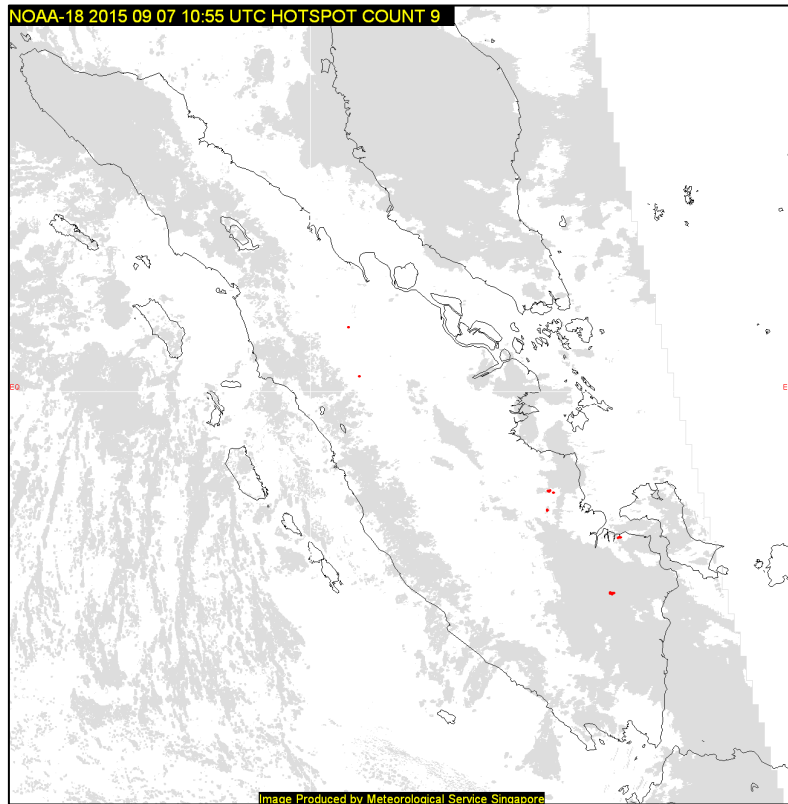 NOAA-18 2015 09 07 10:55 UTC HOTSPOT COUNT 9
EQ
E
Image Produced by Meteorological Service Singapore